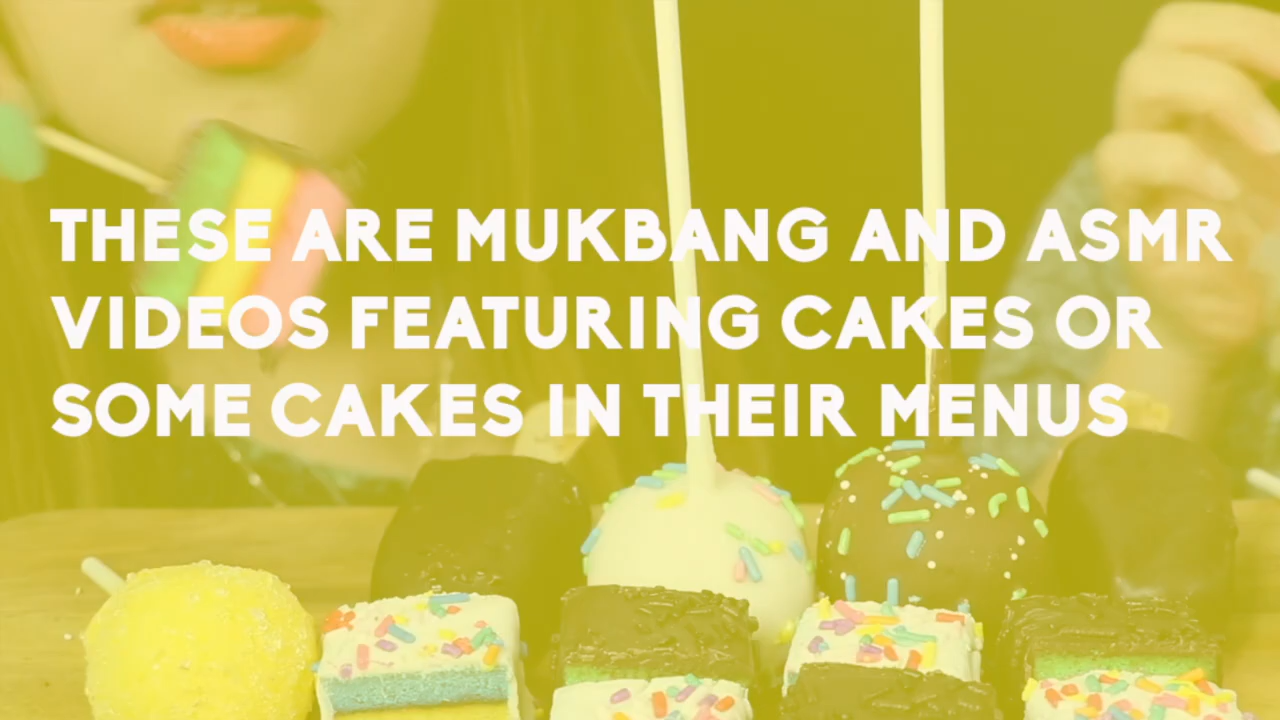 THESE ARE MUKBANG AND ASMR
VIDEOS FEATURING CAKES OR
SOME CAKES IN THEIR MENUS